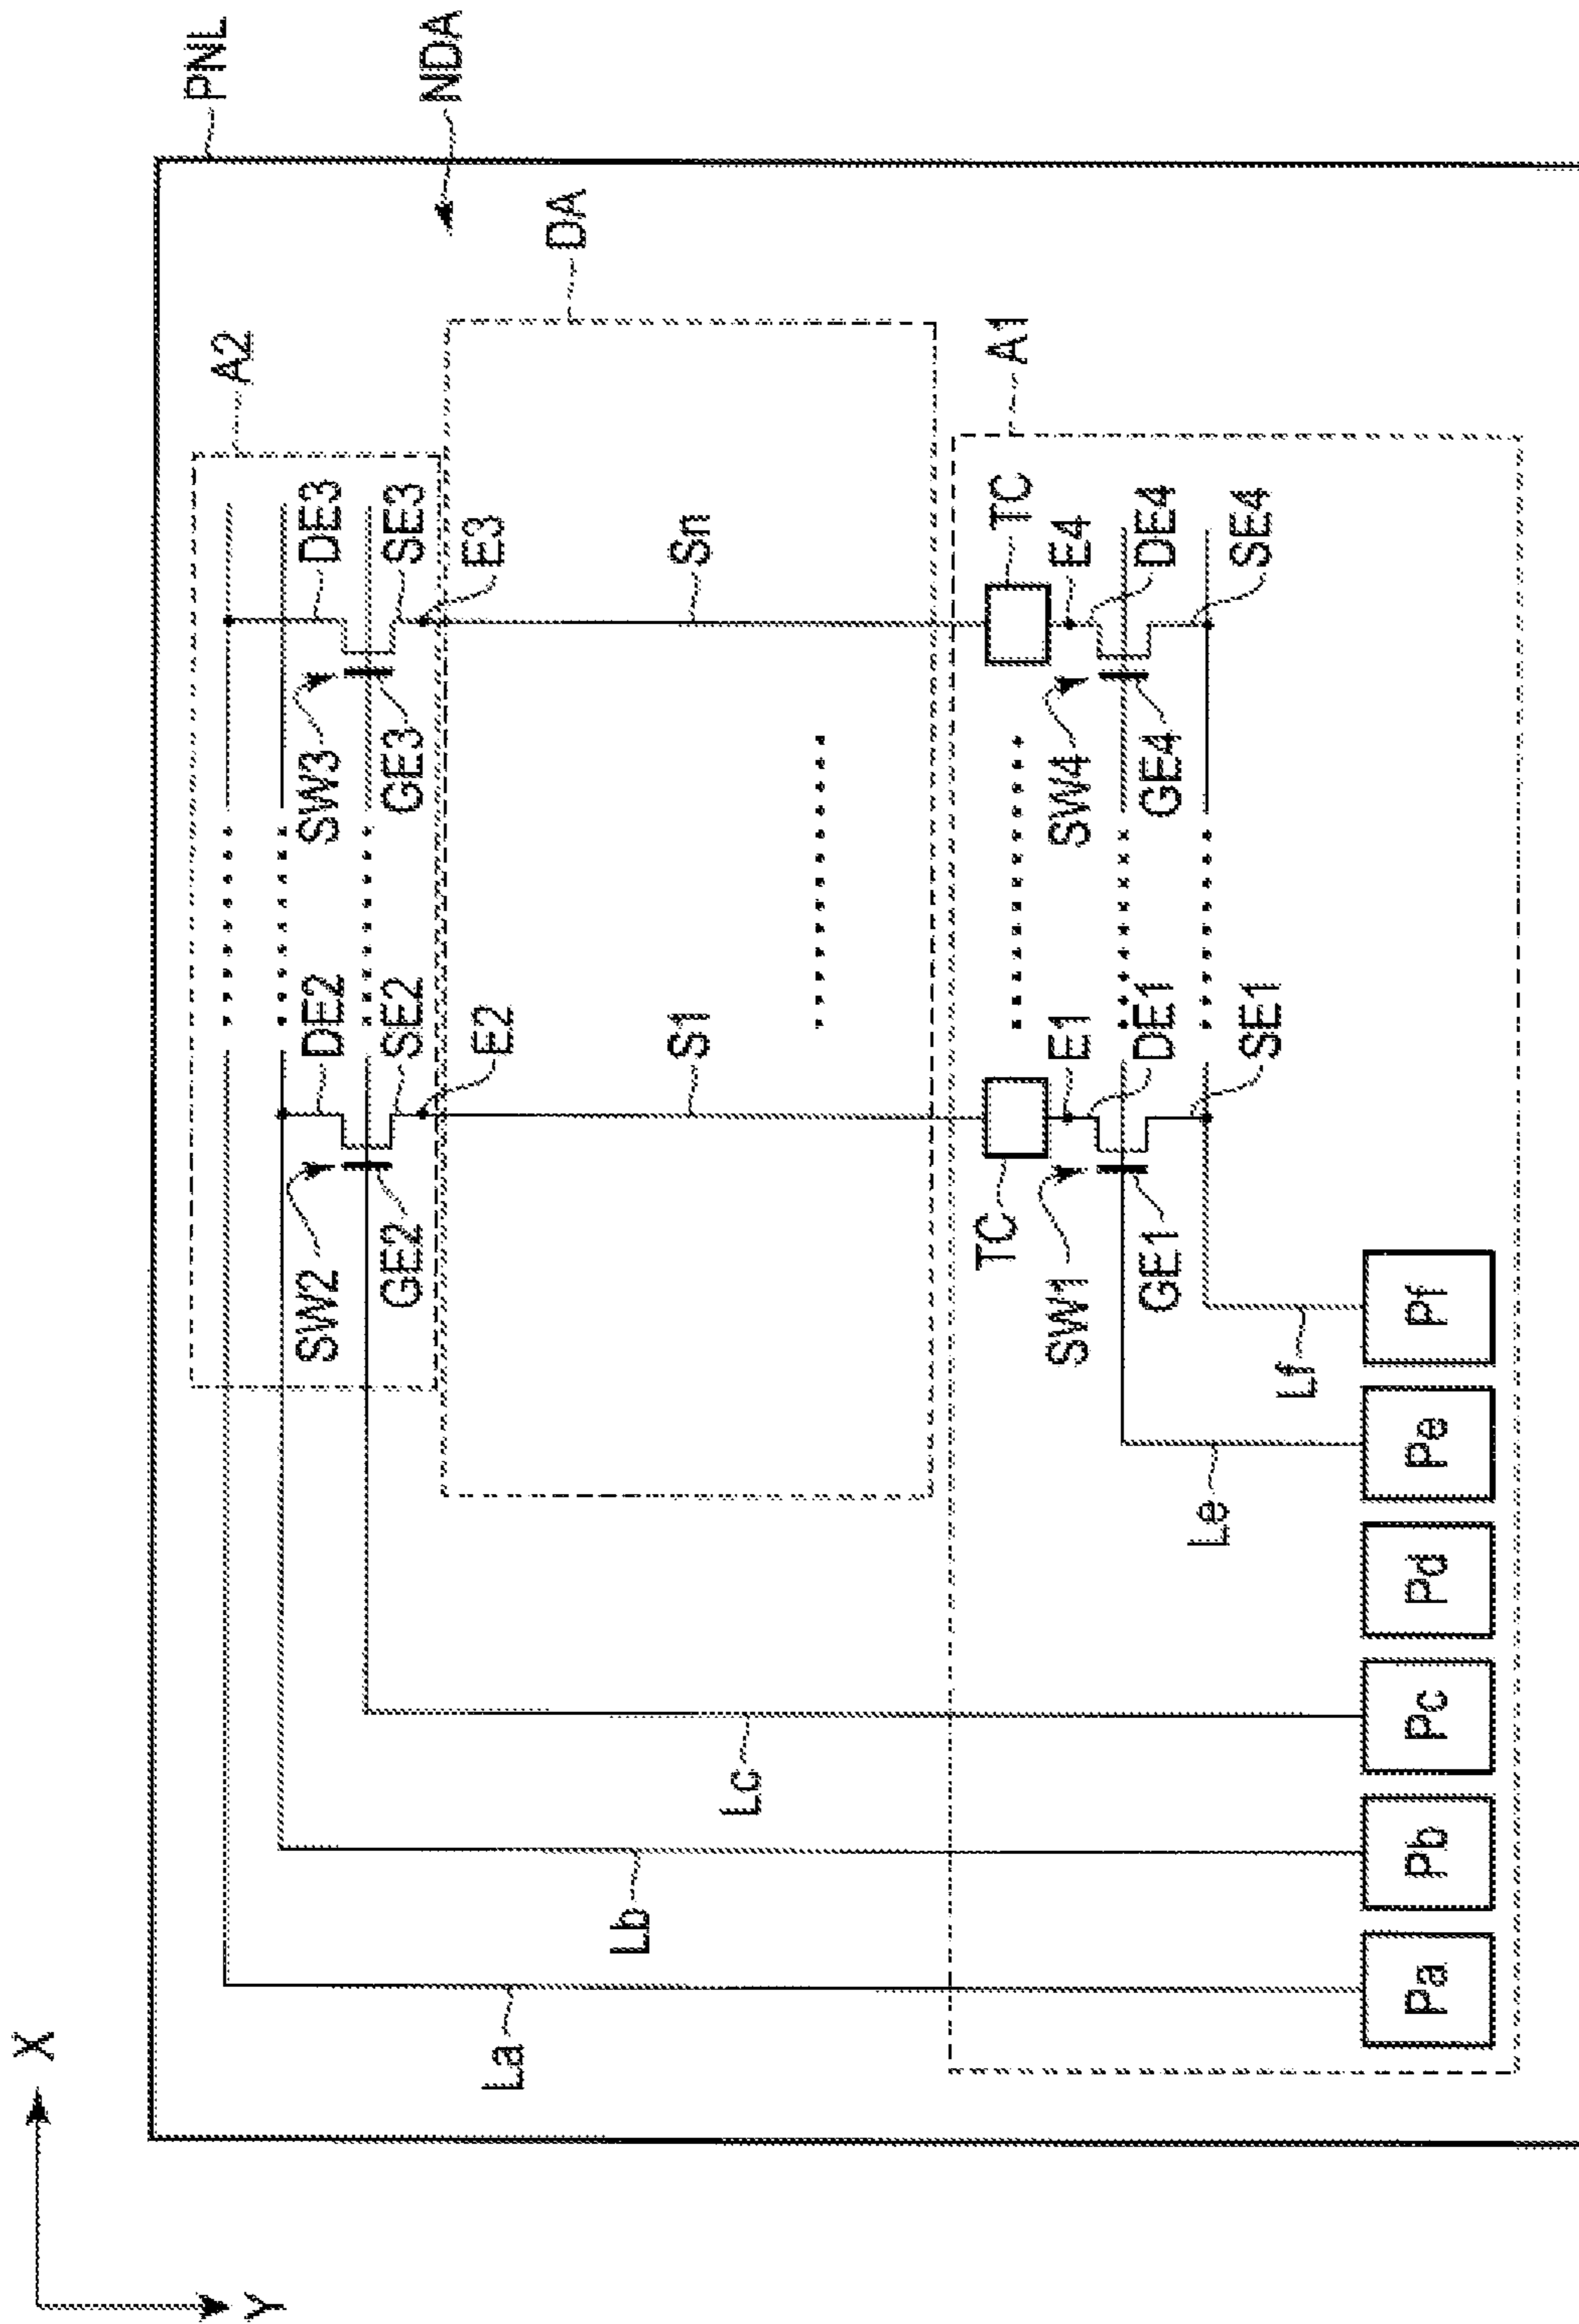 X
Y
PNL
NDA
DA
A2
A1
DE3
SE3
E3
SW3
GE3
DE2
SE2
E2
SW2
GE2
Sn
S1
TC
E4
DE4
SE4
SW4
GE4
TC
E1
DE1
SE1
SW1
GE1
La
Lb
Lc
Le
Lf
Pa
Pb
Pc
Pd
Pe
Pf